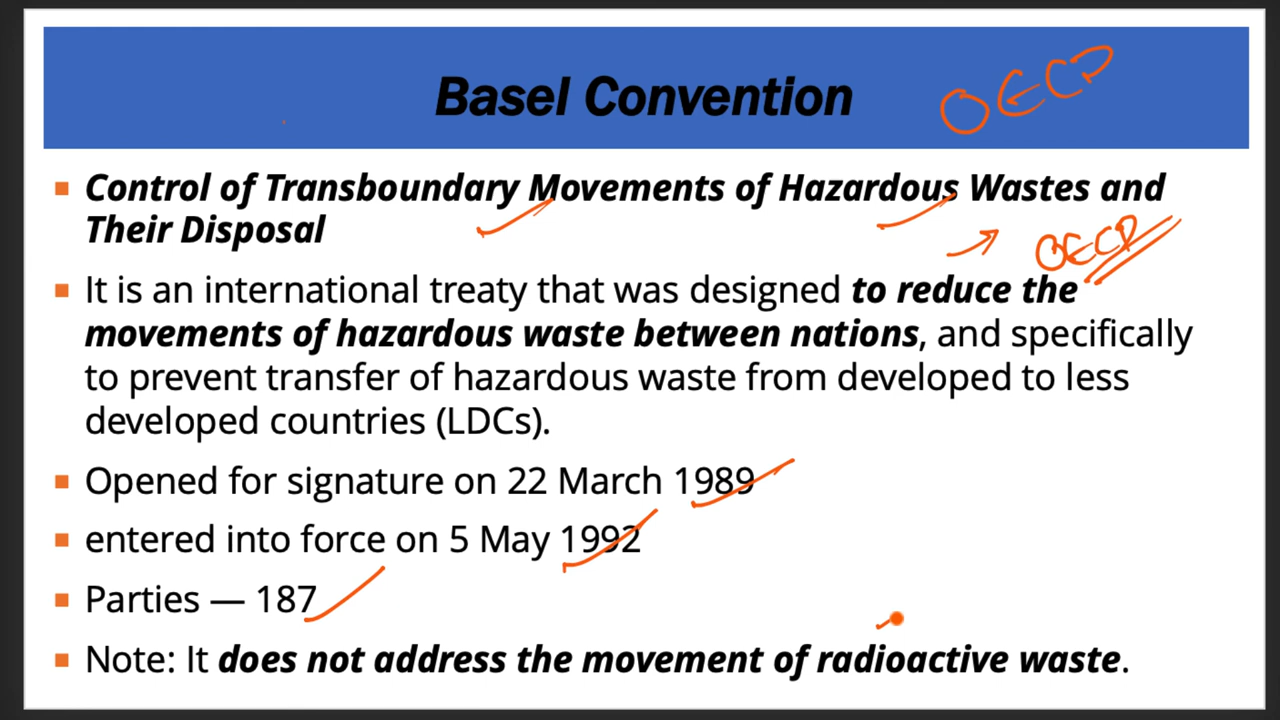 Basel Convention
OECD
Control of Transboundary Movements of Hazardous Wastes and
Their Disposal
OECD
It is an international treaty that was designed to reduce the
movements of hazardous waste between nations, and specifically
to prevent transfer of hazardous waste from developed to less
developed countries (LDCs).
Opened for signature on 22 March 1989
entered into force on 5 May 1992
Parties — 187
Note: It does not address the movement of radioactive waste.